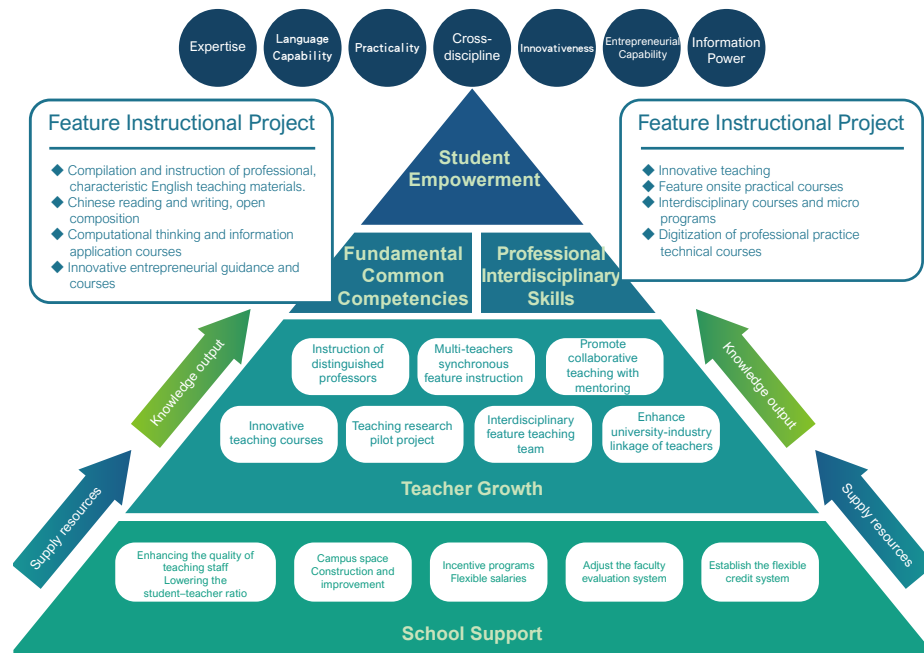 Expertise
Language
Capability
Practicality
Cross-
discipline
Innovativeness
Entrepreneurial
Capability
Information
Power
Feature Instructional Project
◆ Compilation and instruction of professional,
characteristic English teaching materials.
◆ Chinese reading and writing, open
composition
◆ Computational thinking and information
application courses
◆ Innovative entrepreneurial guidance and
courses
Feature Instructional Project
◆ Innovative teaching
◆ Feature onsite practical courses
◆ Interdisciplinary courses and micro
programs
◆ Digitization of professional practice
technical courses
Student
Empowerment
Fundamental
Common
Competencies
Professional
Interdisciplinary
Skills
Knowledge output
Knowledge output
Instruction of
distinguished
professors
Multi-teachers
synchronous
feature instruction
Promote
collaborative
teaching with
mentoring
Innovative
teaching courses
Teaching research
pilot project
Interdisciplinary
feature teaching
team
Enhance
university-industry
linkage of teachers
Teacher Growth
Supply resources
Supply resources
Enhancing the quality of
teaching staff
Lowering the
student–teacher ratio
Campus space
Construction and
improvement
Incentive programs
Flexible salaries
Adjust the faculty
evaluation system
Establish the flexible
credit system
School Support